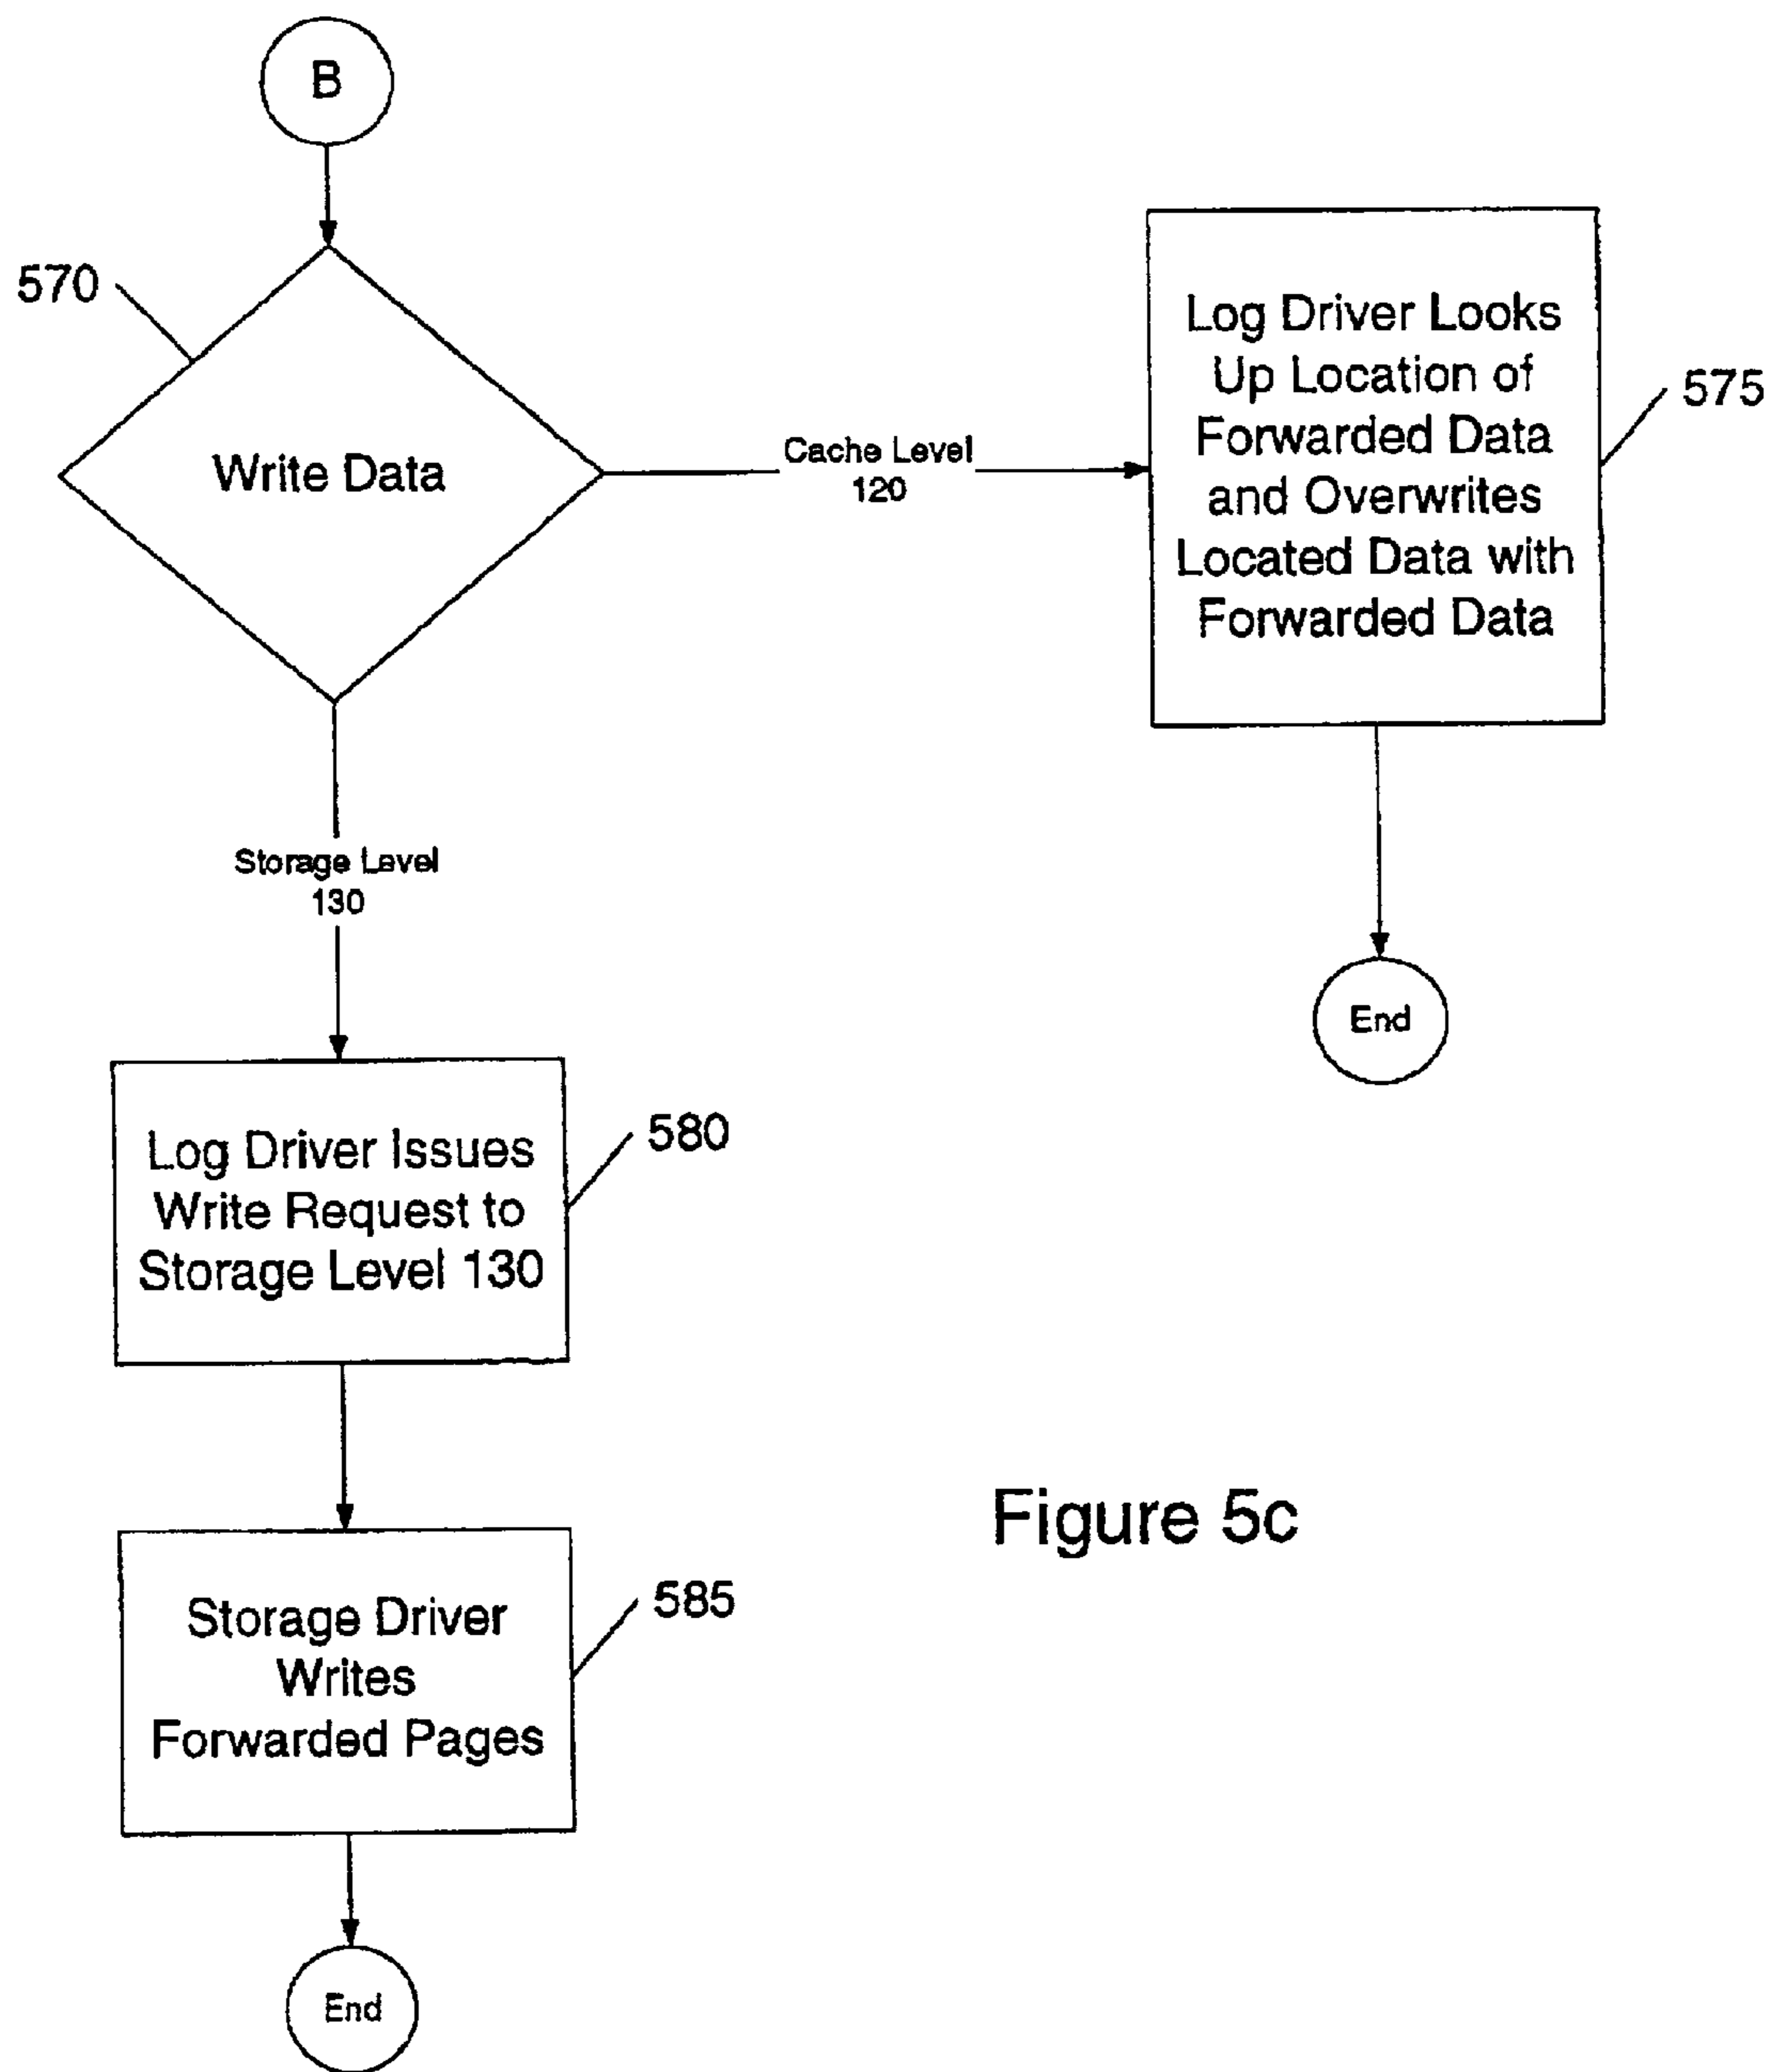 B
570
Write Data
Cache Level
120
Log Driver Looks
Up Location of
Forwarded Data
and Overwrites
Located Data with
Forwarded Data
575
End
Storage Level
130
Log Driver Issues
Write Request to
Storage Level 130
580
Storage Driver
Writes
Forwarded Pages
585
End
Figure 5c